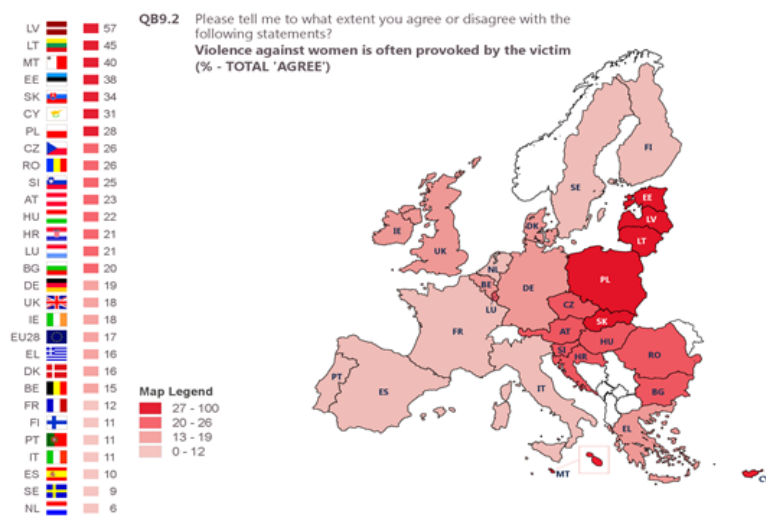 QB9.2 Please tell me to what extent you agree or disagree with the
following statements?
Violence against women is often provoked by the victim
(% - TOTAL 'AGREE')
LV 57
LT 45
MT 40
EE 38
SK 34
CY 31
PL 28
CZ 26
RO 26
SI 25
AT 23
HU 22
HR 21
LU 21
BG 20
DE 19
UK 18
IE 18
EU28 17
EL 16
DK 16
BE 15
FR 12
FI 11
PT 11
IT 11
ES 10
SE 9
NL 6
Map Legend
27 - 100
20 - 26
13 - 19
0 - 12
FI
SE
EE
LV
LT
DK
IE
UK
NL
BE
DE
PL
LU
CZ
SK
FR
AT
HU
SI
HR
RO
PT
ES
IT
BG
EL
MT